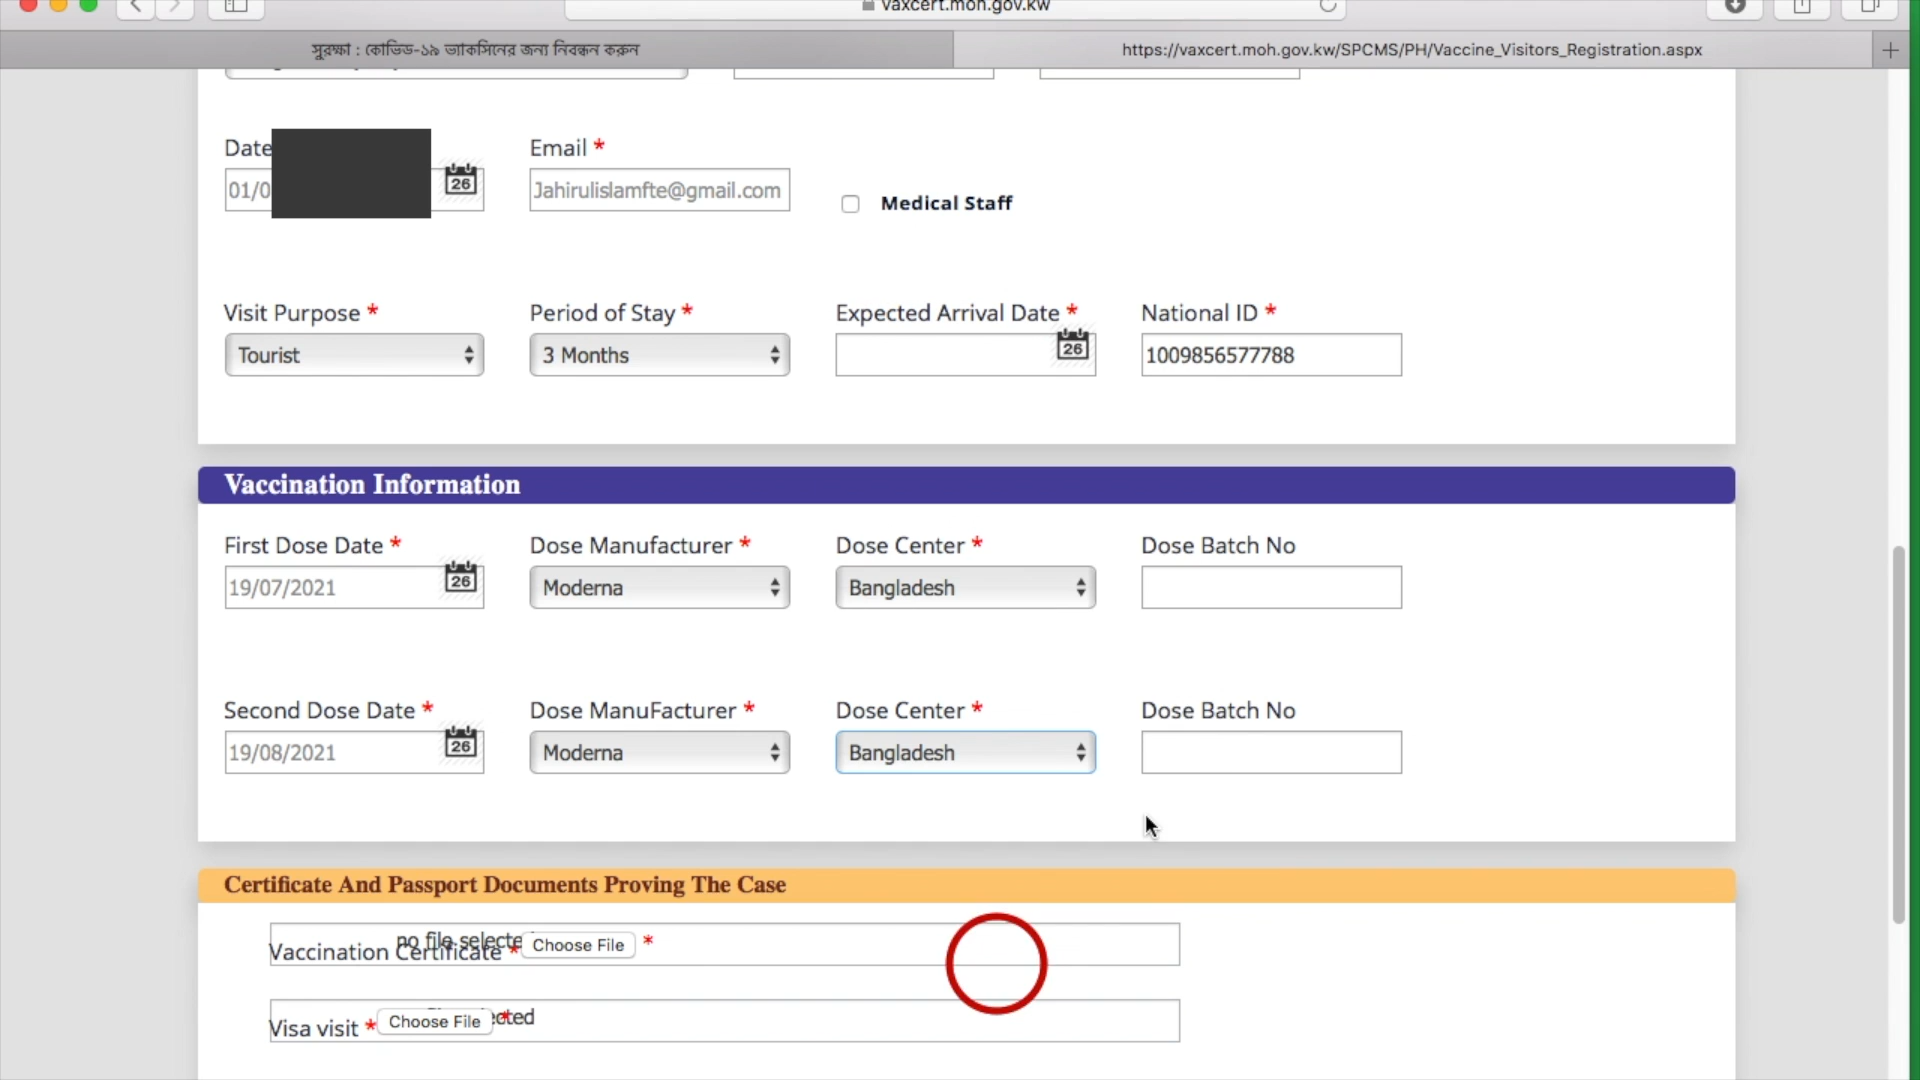 vaxcert.moh.gov.kw
সুরক্ষা : কোভিড-১৯ ভ্যাকসিনের জন্য নিবন্ধন করুন
https://vaxcert.moh.gov.kw/SPCMS/PH/Vaccine_Visitors_Registration.aspx
Date
Email *
01/0
26
Jahirulislamfte@gmail.com
Medical Staff
Visit Purpose *
Period of Stay *
Expected Arrival Date *
National ID *
Tourist
3 Months
26
1009856577788
Vaccination Information
First Dose Date *
Dose Manufacturer *
Dose Center *
Dose Batch No
19/07/2021
26
Moderna
Bangladesh
Second Dose Date *
Dose ManuFacturer *
Dose Center *
Dose Batch No
19/08/2021
26
Moderna
Bangladesh
Certificate And Passport Documents Proving The Case
no file selecte
Vaccination Certificate *
Choose File *
Visa visit *
Choose File *